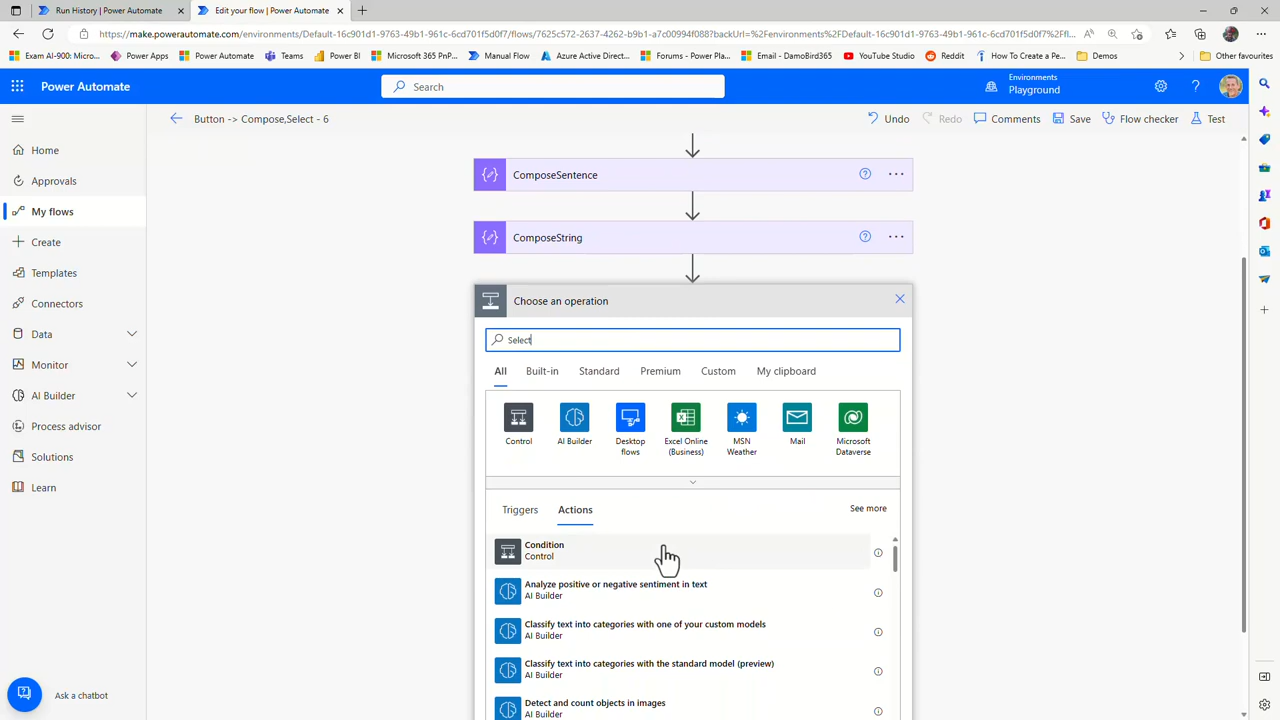 Run History | Power Automate
Edit your flow | Power Automate
https://make.powerautomate.com/environments/Default-16c901d1-9763-49b1-961c-6cd701f5d0f7/flows/7625c572-2637-4262-b9b1-a7c00994f088?backUrl=%2Fenvironments%2FDefault-16c901d1-9763-49b1-961c-6cd701f5d0f7%2Ffl...
Exam AI-900: Micro...
Power Apps
Power Automate
Teams
Power BI
Microsoft 365 PnP...
Manual Flow
Azure Active Direct...
Forums - Power Pla...
Email - DamoBird365
YouTube Studio
Reddit
How To Create a Pe...
Demos
Other favourites
Power Automate
Search
Environments
Playground
Button -> Compose,Select - 6
Undo
Redo
Comments
Save
Flow checker
Test
Home
Approvals
My flows
Create
Templates
Connectors
Data
Monitor
AI Builder
Process advisor
Solutions
Learn
Ask a chatbot
ComposeSentence
ComposeString
Choose an operation
Select
All
Built-in
Standard
Premium
Custom
My clipboard
Control
AI Builder
Desktop
flows
Excel Online
(Business)
MSN
Weather
Mail
Microsoft
Dataverse
Triggers
Actions
See more
Condition
Control
Analyze positive or negative sentiment in text
AI Builder
Classify text into categories with one of your custom models
AI Builder
Classify text into categories with the standard model (preview)
AI Builder
Detect and count objects in images
AI Builder